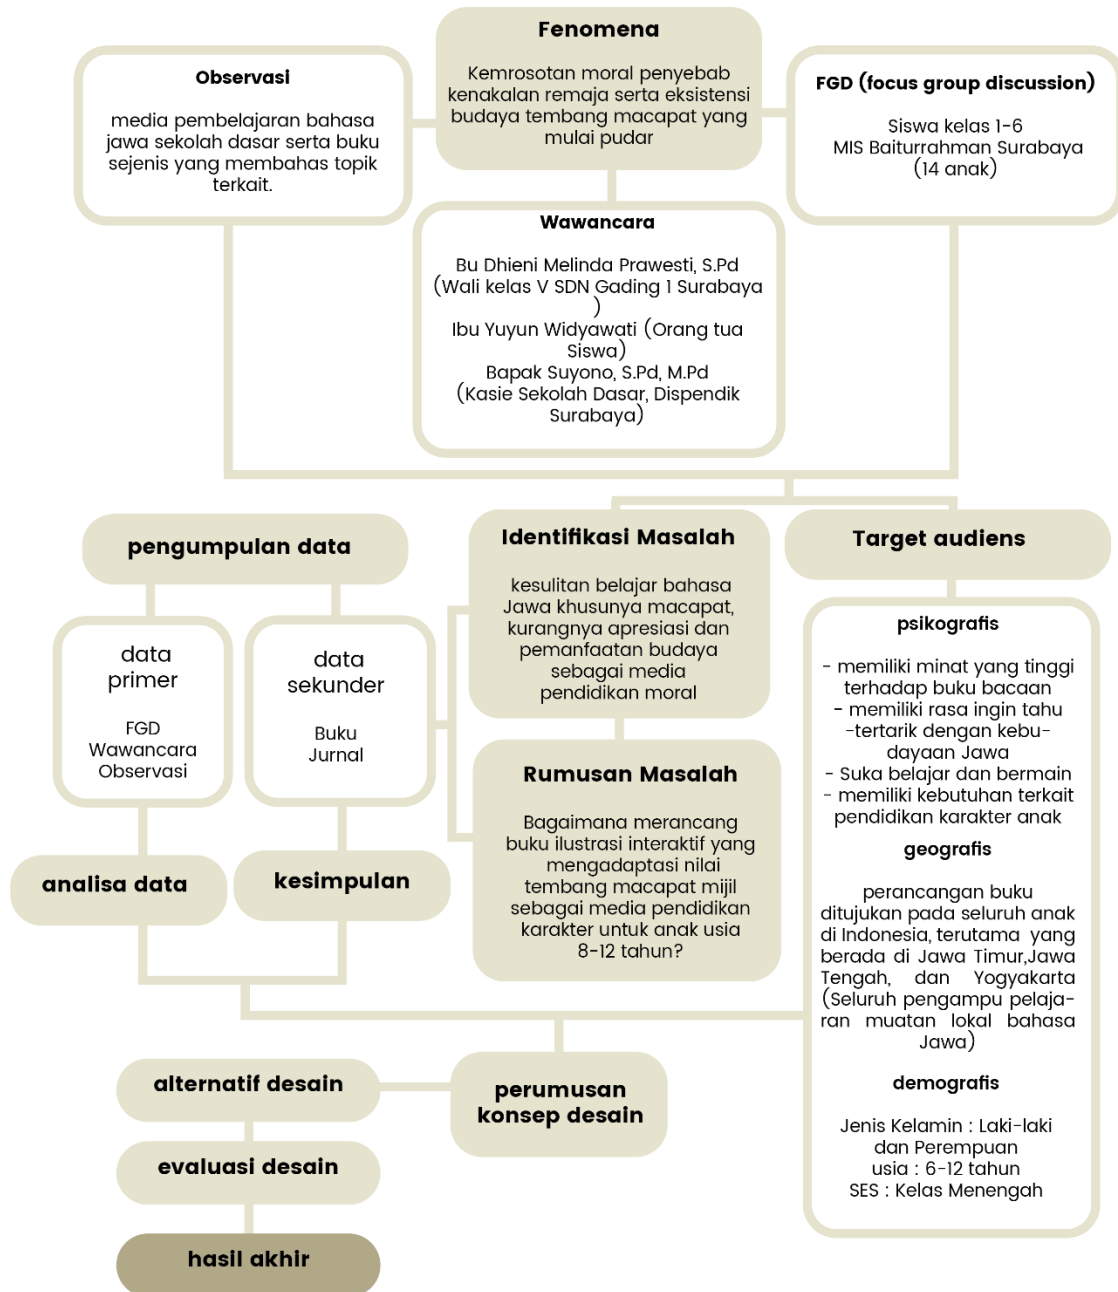 Fenomena
Kemrosotan moral penyebab
kenakalan remaja serta eksistensi
budaya tembang macapat yang
mulai pudar
Observasi
media pembelajaran bahasa
jawa sekolah dasar serta buku
sejenis yang membahas topik
terkait.
FGD (focus group discussion)
Siswa kelas 1-6
MIS Baiturrahman Surabaya
(14 anak)
Wawancara
Bu Dhieni Melinda Prawesti, S.Pd
(Wali kelas V SDN Gading 1 Surabaya
)
Ibu Yuyun Widyawati (Orang tua
Siswa)
Bapak Suyono, S.Pd, M.Pd
(Kasie Sekolah Dasar, Dispendik
Surabaya)
pengumpulan data
data
primer
FGD
Wawancara
Observasi
data
sekunder
Buku
Jurnal
analisa data
kesimpulan
Identifikasi Masalah
kesulitan belajar bahasa
Jawa khusunya macapat,
kurangnya apresiasi dan
pemanfaatan budaya
sebagai media
pendidikan moral
Rumusan Masalah
Bagaimana merancang
buku ilustrasi interaktif yang
mengadaptasi nilai
tembang macapat mijil
sebagai media pendidikan
karakter untuk anak usia
8-12 tahun?
Target audiens
psikografis
- memiliki minat yang tinggi
terhadap buku bacaan
- memiliki rasa ingin tahu
-tertarik dengan kebu-
dayaan Jawa
- Suka belajar dan bermain
- memiliki kebutuhan terkait
pendidikan karakter anak
geografis
perancangan buku
ditujukan pada seluruh anak
di Indonesia, terutama yang
berada di Jawa Timur,Jawa
Tengah, dan Yogyakarta
(Seluruh pengampu pelaja-
ran muatan lokal bahasa
Jawa)
demografis
Jenis Kelamin : Laki-laki
dan Perempuan
usia : 6-12 tahun
SES : Kelas Menengah
perumusan
konsep desain
alternatif desain
evaluasi desain
hasil akhir